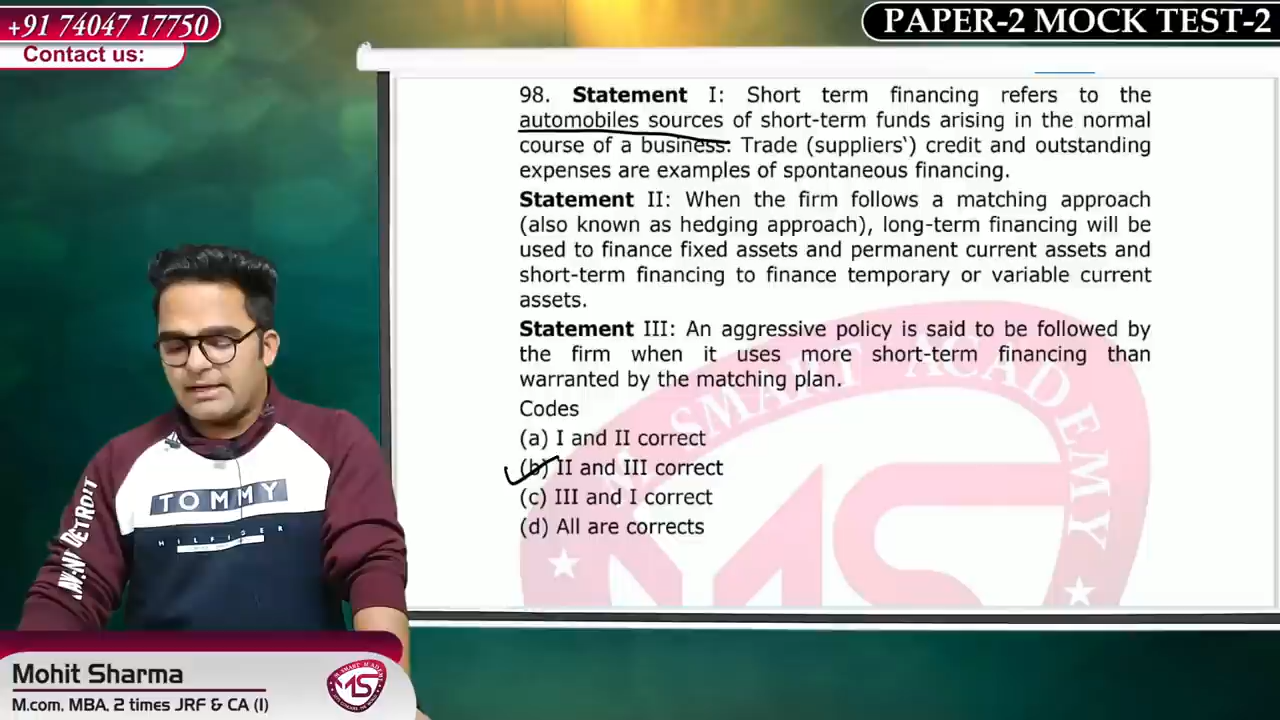 +91 74047 17750
Contact us:
PAPER-2 MOCK TEST-2
98. Statement I: Short term financing refers to the
automobiles sources of short-term funds arising in the normal
course of a business. Trade (suppliers‛) credit and outstanding
expenses are examples of spontaneous financing.
Statement II: When the firm follows a matching approach
(also known as hedging approach), long-term financing will be
used to finance fixed assets and permanent current assets and
short-term financing to finance temporary or variable current
assets.
Statement III: An aggressive policy is said to be followed by
the firm when it uses more short-term financing than
warranted by the matching plan.
Codes
(a) I and II correct
(b) II and III correct
(c) III and I correct
(d) All are corrects
SMART ACADEMY
MS
TOMMY
HILFIGER
DETROIT
Mohit Sharma
M.com, MBA, 2 times JRF & CA (I)
MS